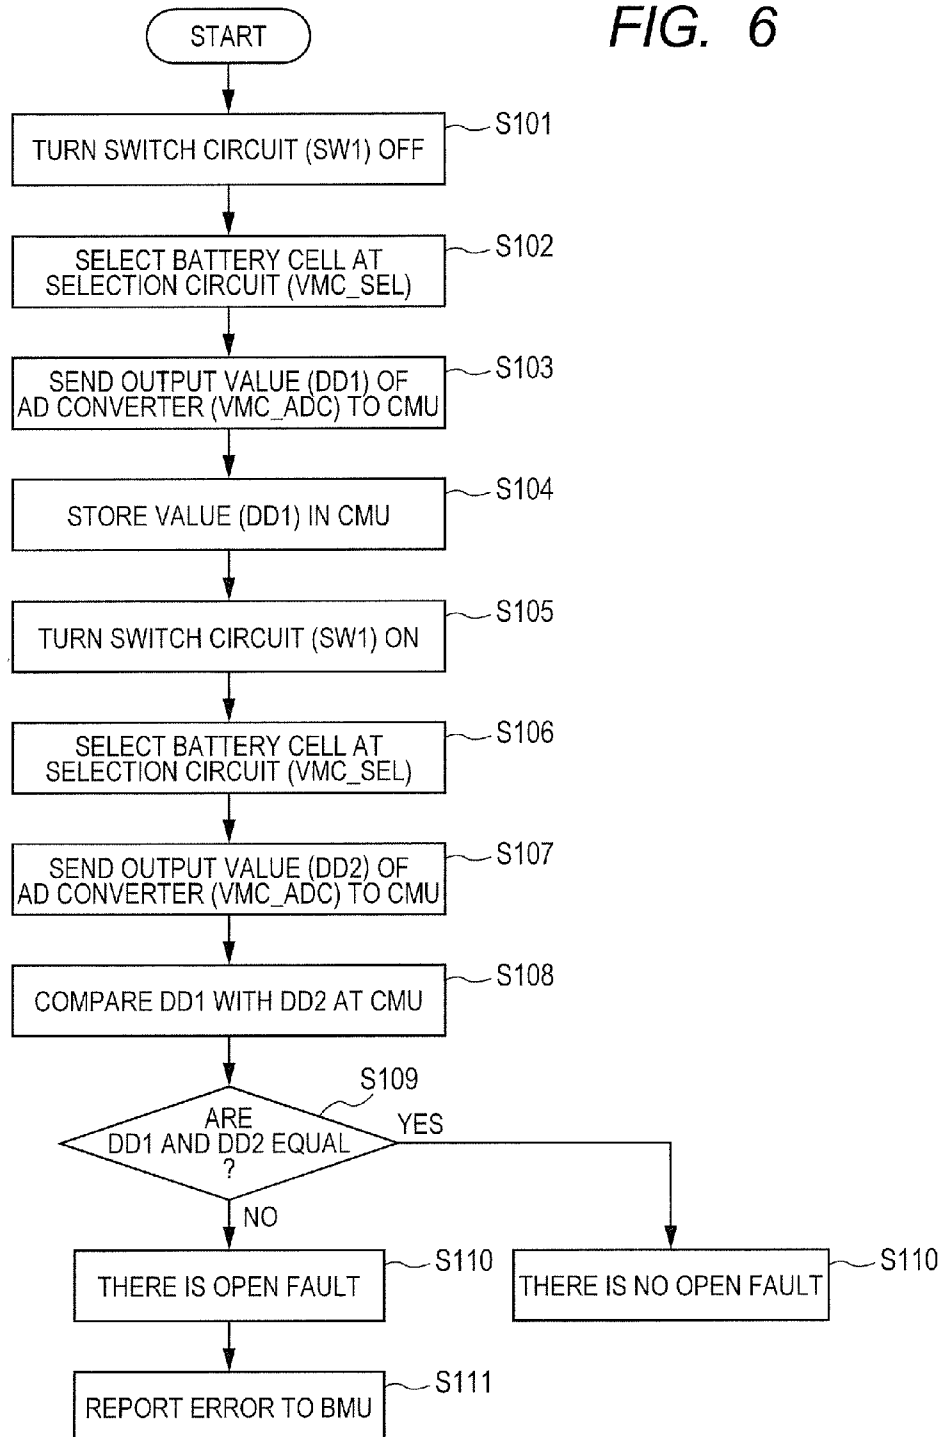 FIG. 6
START
S101
TURN SWITCH CIRCUIT (SW1) OFF
S102
SELECT BATTERY CELL AT
SELECTION CIRCUIT (VMC_SEL)
S103
SEND OUTPUT VALUE (DD1) OF
AD CONVERTER (VMC_ADC) TO CMU
S104
STORE VALUE (DD1) IN CMU
S105
TURN SWITCH CIRCUIT (SW1) ON
S106
SELECT BATTERY CELL AT
SELECTION CIRCUIT (VMC_SEL)
S107
SEND OUTPUT VALUE (DD2) OF
AD CONVERTER (VMC_ADC) TO CMU
S108
COMPARE DD1 WITH DD2 AT CMU
S109
ARE
DD1 AND DD2 EQUAL
?
YES
NO
S110
THERE IS OPEN FAULT
S110
THERE IS NO OPEN FAULT
S111
REPORT ERROR TO BMU